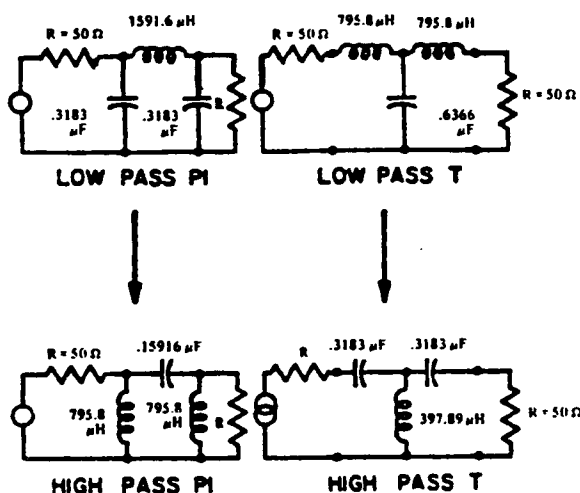 1591.6 μH
R = 50 Ω
.3183 μF
.3183 μF
R
LOW PASS PI
795.8 μH
795.8 μH
R = 50 Ω
.6366 μF
R = 50 Ω
LOW PASS T
.15916 μF
R = 50 Ω
795.8 μH
795.8 μH
R
HIGH PASS PI
.3183 μF
.3183 μF
R
397.89 μH
R = 50 Ω
HIGH PASS T